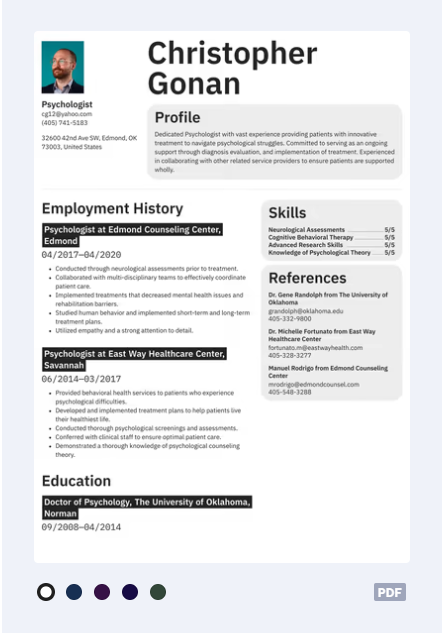 Christopher
Gonan
Psychologist
cg12@yahoo.com
(405) 741-5183
32600 42nd Ave SW, Edmond, OK
73003, United States
Profile
Dedicated Psychologist with vast experience providing patients with innovative
treatment to navigate psychological struggles. Committed to serving as an ongoing
support through diagnosis evaluation, and implementation of treatment. Experienced
in collaborating with other related service providers to ensure patients are supported
wholly.
Employment History
Psychologist at Edmond Counseling Center,
Edmond
04/2017—04/2020
• Conducted through neurological assessments prior to treatment.
• Collaborated with multi-disciplinary teams to effectively coordinate
patient care.
• Implemented treatments that decreased mental health issues and
rehabilitation barriers.
• Studied human behavior and implemented short-term and long-term
treatment plans.
• Utilized empathy and a strong attention to detail.
Psychologist at East Way Healthcare Center,
Savannah
06/2014—03/2017
• Provided behavioral health services to patients who experience
psychological difficulties.
• Developed and implemented treatment plans to help patients live
their healthiest life.
• Conducted thorough psychological screenings and assessments.
• Conferred with clinical staff to ensure optimal patient care.
• Demonstrated a thorough knowledge of psychological counseling
theory.
Education
Doctor of Psychology, The University of Oklahoma,
Norman
09/2008—04/2014
Skills
Neurological Assessments 5/5
Cognitive Behavioral Therapy 5/5
Advanced Research Skills 5/5
Knowledge of Psychological Theory 5/5
References
Dr. Gene Randolph from The University of
Oklahoma
grandolph@oklahoma.edu
405-332-9800
Dr. Michelle Fortunato from East Way
Healthcare Center
fortunato.m@eastwayhealth.com
405-328-3277
Manuel Rodrigo from Edmond Counseling
Center
mrodrigo@edmondcounsel.com
405-548-3288
PDF